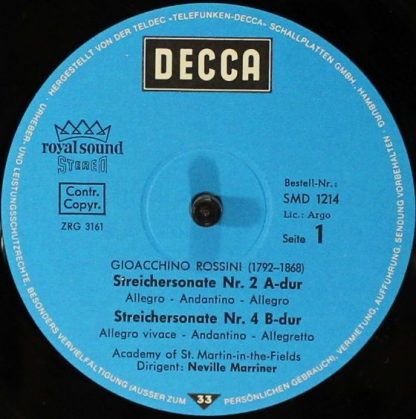 HERGESTELLT VON DER TELDEC »TELEFUNKEN-DECCA« SCHALLPLATTEN GMBH., HAMBURG · URHEBER- UND LEISTUNGSSCHUTZRECHTE, BESONDERS VERVIELFÄLTIGUNG (AUSSER ZUM PERSÖNLICHEN GEBRAUCH), VERMIETUNG, AUFFÜHRUNG, SENDUNG VORBEHALTEN
DECCA
royal sound
STEREO
Contr.
Copyr.
ZRG 3161
Bestell-Nr.:
SMD 1214
Lic.: Argo
Seite 1
GIOACCHINO ROSSINI (1792-1868)
Streichersonate Nr. 2 A-dur
Allegro - Andantino - Allegro
Streichersonate Nr. 4 B-dur
Allegro vivace - Andantino - Allegretto
Academy of St. Martin-in-the-Fields
Dirigent: Neville Marriner
33